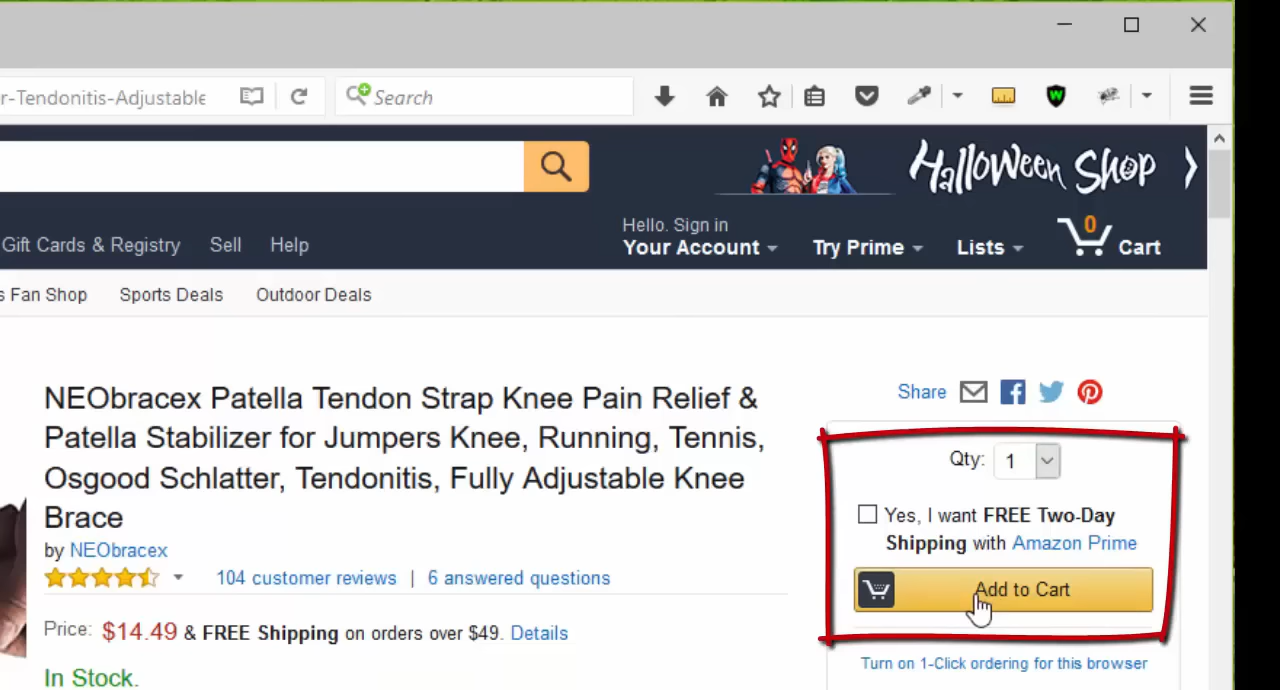 r-Tendonitis-Adjustable
Search
W
Halloween Shop
Hello. Sign in
Your Account
Try Prime
Lists
0
Cart
Gift Cards & Registry
Sell
Help
s Fan Shop
Sports Deals
Outdoor Deals
NEObracex Patella Tendon Strap Knee Pain Relief &
Patella Stabilizer for Jumpers Knee, Running, Tennis,
Osgood Schlatter, Tendonitis, Fully Adjustable Knee
Brace
by NEObracex
104 customer reviews | 6 answered questions
Price: $14.49 & FREE Shipping on orders over $49. Details
In Stock.
Share
Qty: 1
Yes, I want FREE Two-Day
Shipping with Amazon Prime
Add to Cart
Turn on 1-Click ordering for this browser